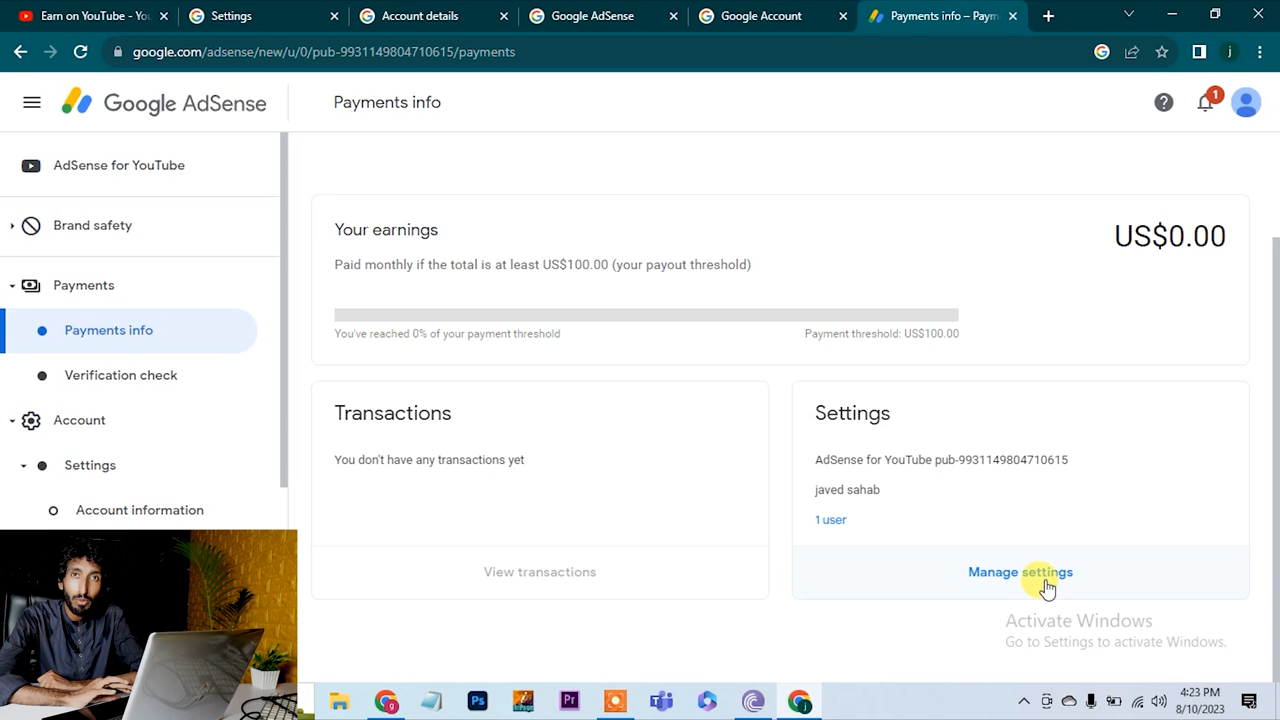 Earn on YouTube - You
Settings
Account details
Google AdSense
Google Account
Payments info – Paym
google.com/adsense/new/u/0/pub-9931149804710615/payments
j
Google AdSense
Payments info
1
AdSense for YouTube
Brand safety
Payments
Payments info
Verification check
Account
Settings
Account information
Your earnings
US$0.00
Paid monthly if the total is at least US$100.00 (your payout threshold)
You've reached 0% of your payment threshold
Payment threshold: US$100.00
Transactions
You don't have any transactions yet
View transactions
Settings
AdSense for YouTube pub-9931149804710615
javed sahab
1 user
Manage settings
Activate Windows
Go to Settings to activate Windows.
Ps
Pr
4:23 PM
8/10/2023